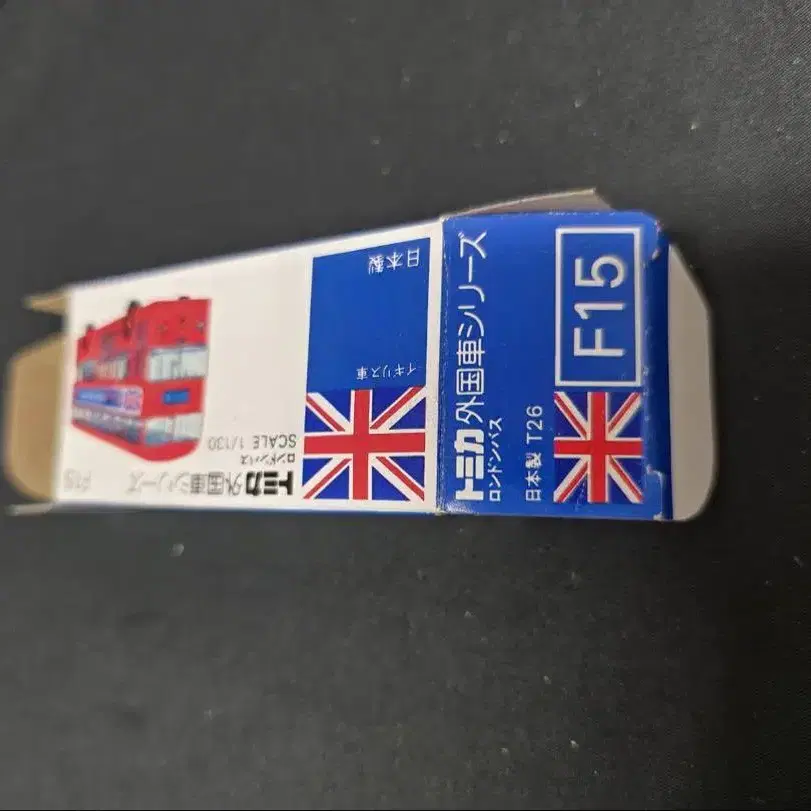 トミカ外国車シリーズ
ロンドンバス
日本製 T26
F15
日本製
イギリス車
トミカ外国車シリーズ
F15
ロンドンバス
SCALE 1/130